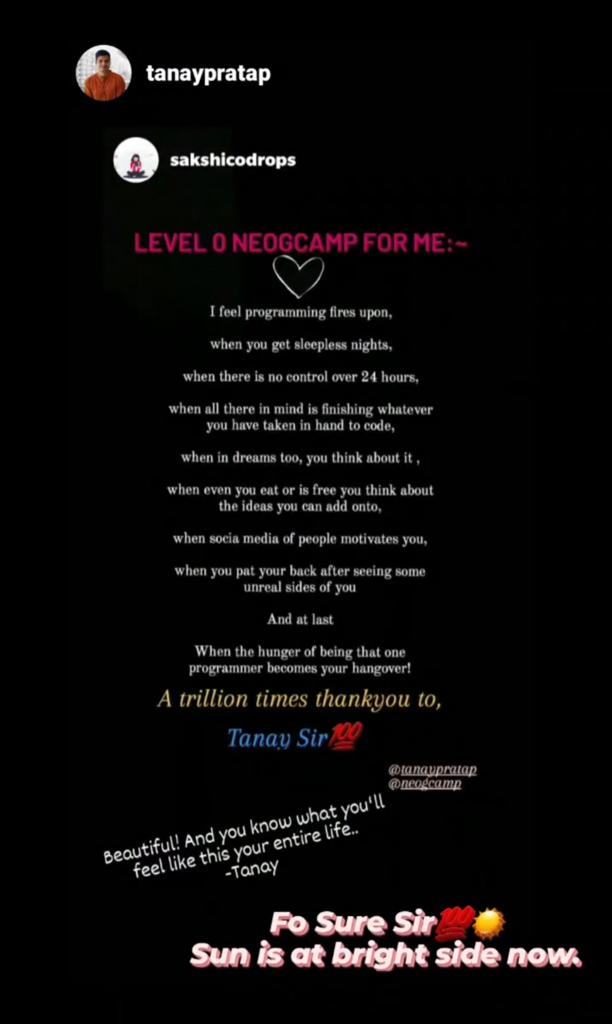 tanaypratap
sakshicodrops
LEVEL 0 NEOGCAMP FOR ME:~
I feel programming fires upon,
when you get sleepless nights,
when there is no control over 24 hours,
when all there in mind is finishing whatever
you have taken in hand to code,
when in dreams too, you think about it ,
when even you eat or is free you think about
the ideas you can add onto,
when socia media of people motivates you,
when you pat your back after seeing some
unreal sides of you
And at last
When the hunger of being that one
programmer becomes your hangover!
A trillion times thankyou to,
Tanay Sir💯
@tanaypratap
@neogcamp
Beautiful! And you know what you'll
feel like this your entire life..
-Tanay
Fo Sure Sir💯☀️
Sun is at bright side now.